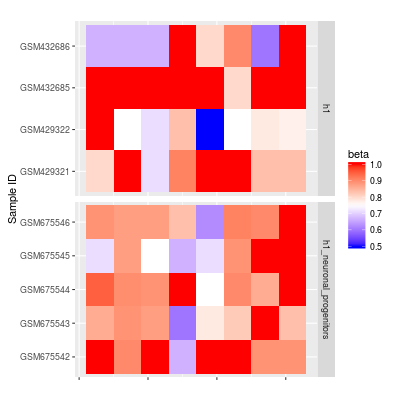 GSM432686
GSM432685
GSM429322
GSM429321
h1
GSM675546
GSM675545
GSM675544
GSM675543
GSM675542
h1_neuronal_progenitors
Sample ID
beta
1.0
0.9
0.8
0.7
0.6
0.5